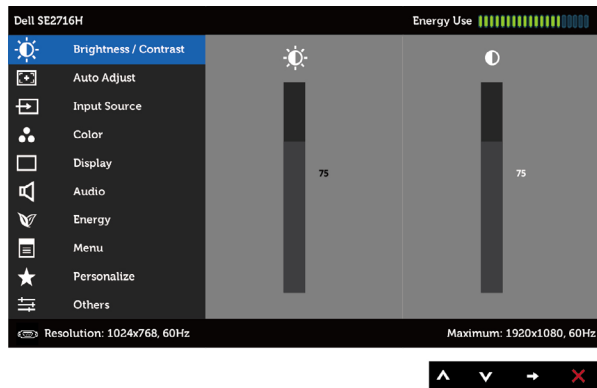 Dell SE2716H
Energy Use
Brightness / Contrast
Auto Adjust
Input Source
Color
Display
Audio
Energy
Menu
Personalize
Others
75
75
Resolution: 1024x768, 60Hz
Maximum: 1920x1080, 60Hz